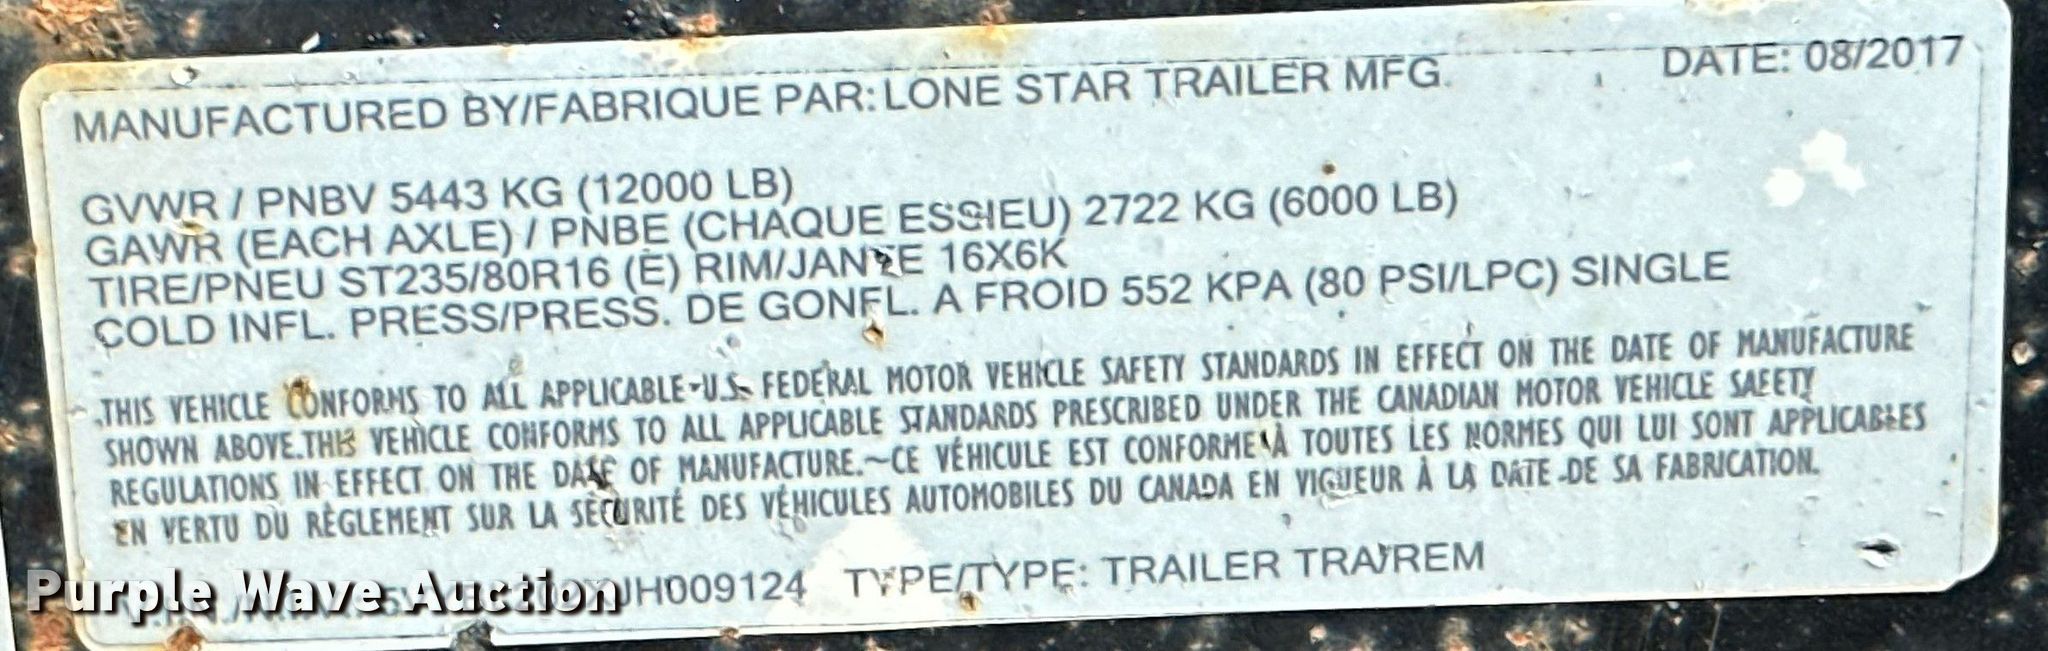 MANUFACTURED BY/FABRIQUE PAR: LONE STAR TRAILER MFG. DATE: 08/2017
GVWR / PNBV 5443 KG (12000 LB)
GAWR (EACH AXLE) / PNBE (CHAQUE ESSIEU) 2722 KG (6000 LB)
TIRE/PNEU ST235/80R16 (E) RIM/JANTE 16X6K
COLD INFL. PRESS/PRESS. DE GONFL. A FROID 552 KPA (80 PSI/LPC) SINGLE
THIS VEHICLE CONFORMS TO ALL APPLICABLE U.S. FEDERAL MOTOR VEHICLE SAFETY STANDARDS IN EFFECT ON THE DATE OF MANUFACTURE
SHOWN ABOVE.THIS VEHICLE CONFORMS TO ALL APPLICABLE STANDARDS PRESCRIBED UNDER THE CANADIAN MOTOR VEHICLE SAFETY
REGULATIONS IN EFFECT ON THE DATE OF MANUFACTURE.~CE VÉHICULE EST CONFORME À TOUTES LES NORMES QUI LUI SONT APPLICABLES
EN VERTU DU RÈGLEMENT SUR LA SÉCURITÉ DES VÉHICULES AUTOMOBILES DU CANADA EN VIGUEUR À LA DATE DE SA FABRICATION.
JH009124 TYPE/TYPE: TRAILER TRA/REM
Purple Wave Auction